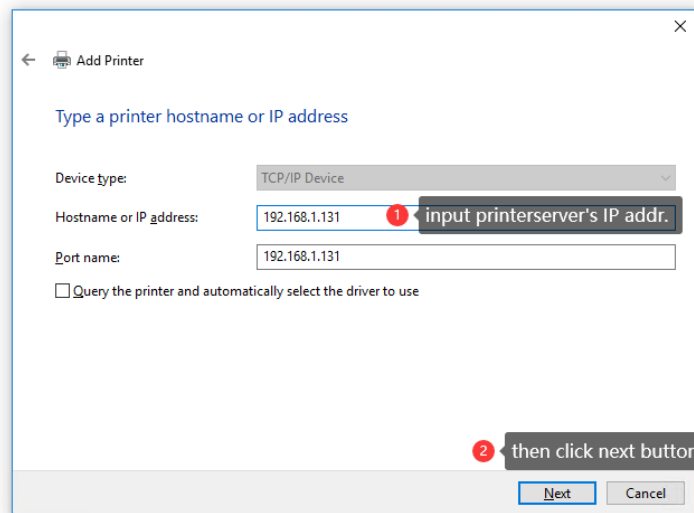 Add Printer
Type a printer hostname or IP address
Device type: TCP/IP Device
Hostname or IP address: 192.168.1.131 1 input printerserver's IP addr.
Port name: 192.168.1.131
Query the printer and automatically select the driver to use
2 then click next button
Next Cancel